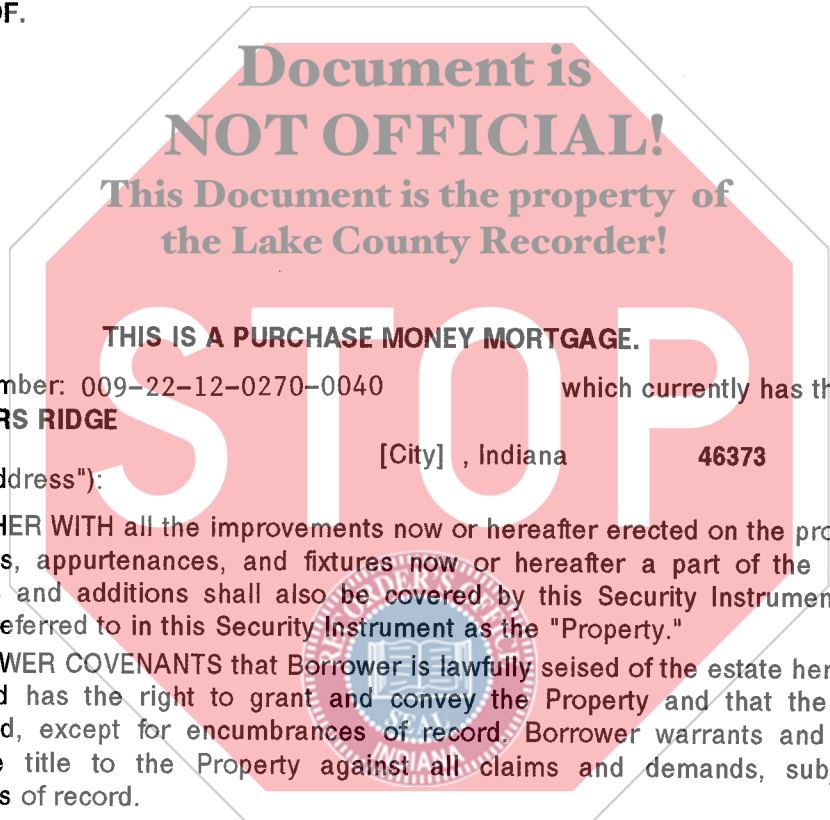 OF.
Document is
NOT OFFICIAL!
This Document is the property of
the Lake County Recorder!
STOP
THIS IS A PURCHASE MONEY MORTGAGE.
mber: 009-22-12-0270-0040 which currently has th
RS RIDGE
[City] , Indiana 46373
ddress"):
HER WITH all the improvements now or hereafter erected on the pro
s, appurtenances, and fixtures now or hereafter a part of the
and additions shall also be covered by this Security Instrumen
eferred to in this Security Instrument as the "Property."
WER COVENANTS that Borrower is lawfully seised of the estate her
d has the right to grant and convey the Property and that the
d, except for encumbrances of record. Borrower warrants and
e title to the Property against all claims and demands, sub
s of record.
RECORDER'S OFFICE
SEAL
INDIANA